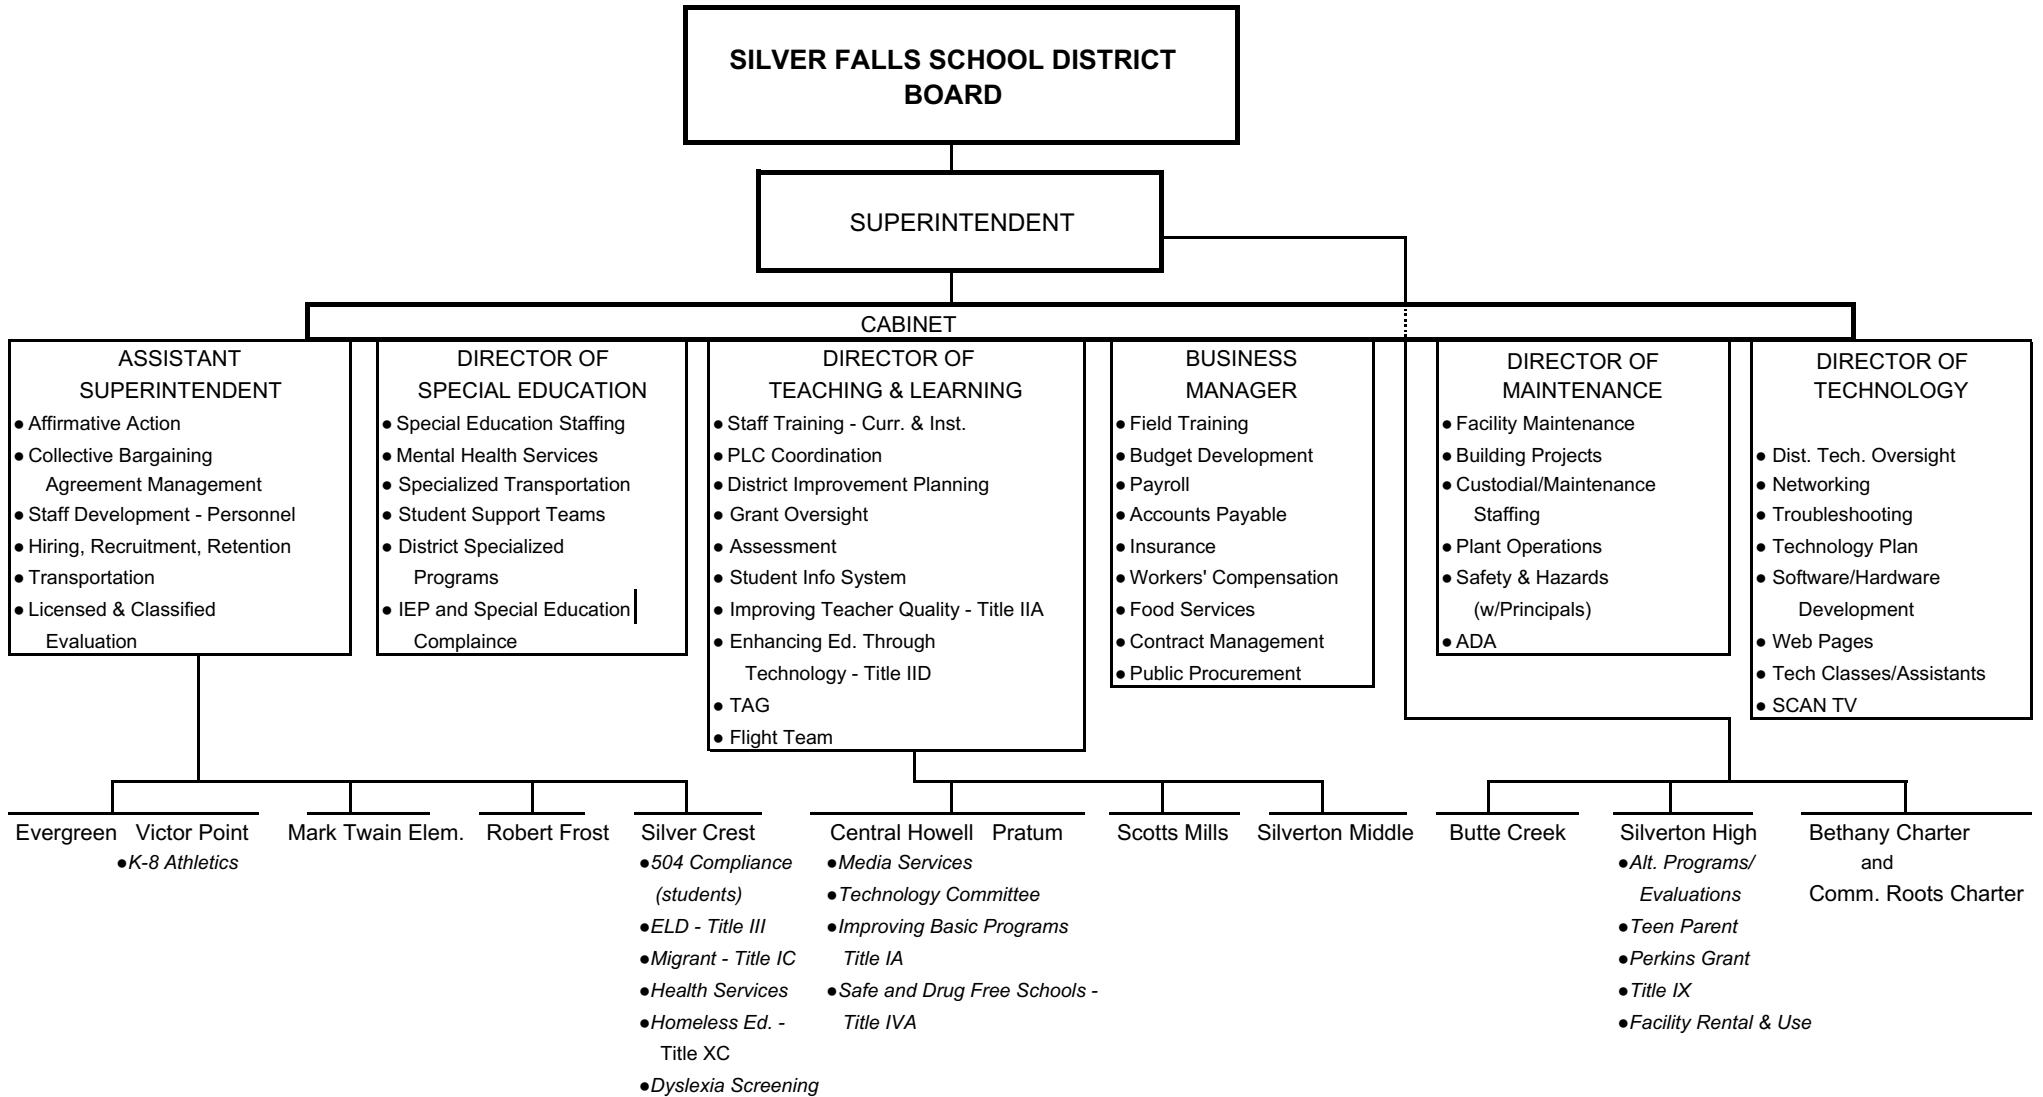 SILVER FALLS SCHOOL DISTRICT
BOARD
SUPERINTENDENT
CABINET
ASSISTANT
SUPERINTENDENT
● Affirmative Action
● Collective Bargaining
Agreement Management
● Staff Development - Personnel
● Hiring, Recruitment, Retention
● Transportation
● Licensed & Classified
Evaluation
DIRECTOR OF
SPECIAL EDUCATION
● Special Education Staffing
● Mental Health Services
● Specialized Transportation
● Student Support Teams
● District Specialized
Programs
● IEP and Special Education
Complaince
DIRECTOR OF
TEACHING & LEARNING
● Staff Training - Curr. & Inst.
● PLC Coordination
● District Improvement Planning
● Grant Oversight
● Assessment
● Student Info System
● Improving Teacher Quality - Title IIA
● Enhancing Ed. Through
Technology - Title IID
● TAG
● Flight Team
BUSINESS
MANAGER
● Field Training
● Budget Development
● Payroll
● Accounts Payable
● Insurance
● Workers' Compensation
● Food Services
● Contract Management
● Public Procurement
DIRECTOR OF
MAINTENANCE
● Facility Maintenance
● Building Projects
● Custodial/Maintenance
Staffing
● Plant Operations
● Safety & Hazards
(w/Principals)
● ADA
DIRECTOR OF
TECHNOLOGY
● Dist. Tech. Oversight
● Networking
● Troubleshooting
● Technology Plan
● Software/Hardware
Development
● Web Pages
● Tech Classes/Assistants
● SCAN TV
Evergreen Victor Point
●K-8 Athletics
Mark Twain Elem.
Robert Frost
Silver Crest
●504 Compliance
(students)
●ELD - Title III
●Migrant - Title IC
●Health Services
●Homeless Ed. -
Title XC
●Dyslexia Screening
Central Howell Pratum
●Media Services
●Technology Committee
●Improving Basic Programs
Title IA
●Safe and Drug Free Schools -
Title IVA
Scotts Mills
Silverton Middle
Butte Creek
Silverton High
●Alt. Programs/
Evaluations
●Teen Parent
●Perkins Grant
●Title IX
●Facility Rental & Use
Bethany Charter
and
Comm. Roots Charter